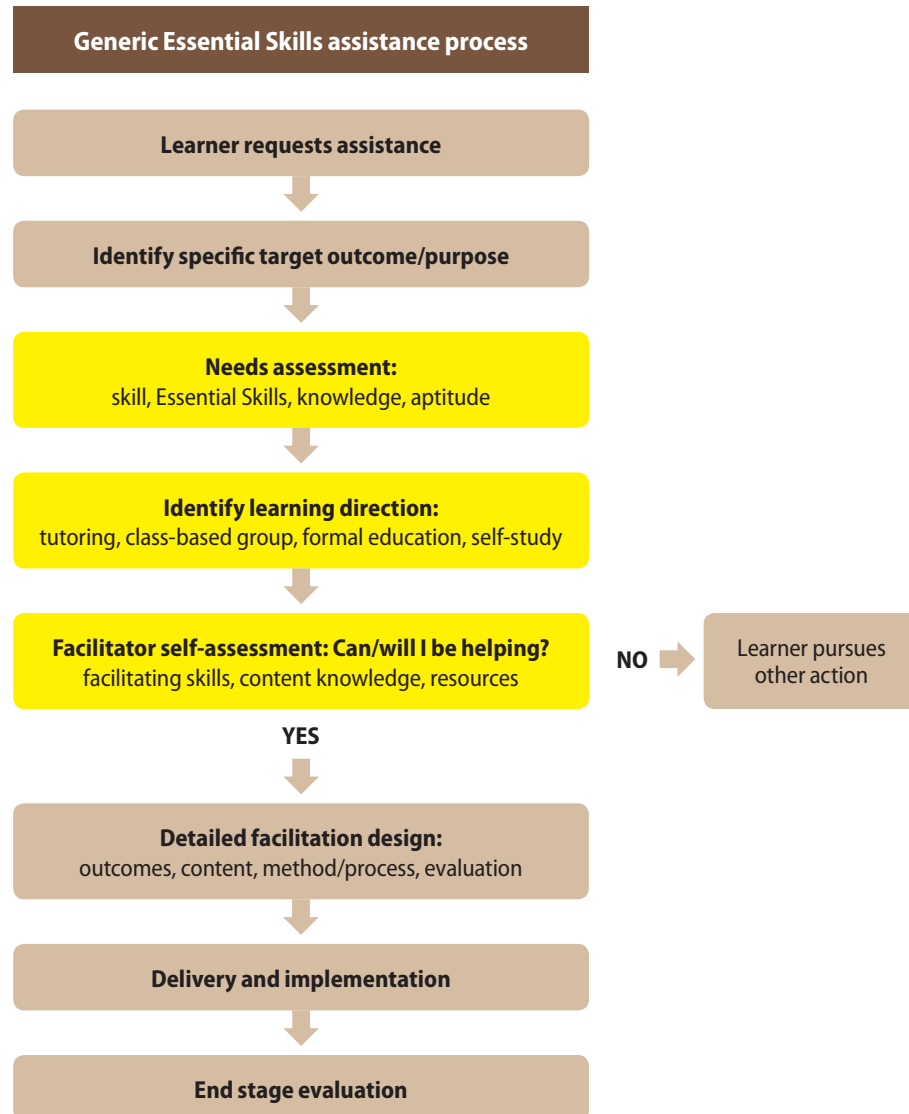 Generic Essential Skills assistance process
Learner requests assistance
Identify specific target outcome/purpose
Needs assessment:
skill, Essential Skills, knowledge, aptitude
Identify learning direction:
tutoring, class-based group, formal education, self-study
Facilitator self-assessment: Can/will I be helping?
facilitating skills, content knowledge, resources
NO
Learner pursues
other action
YES
Detailed facilitation design:
outcomes, content, method/process, evaluation
Delivery and implementation
End stage evaluation